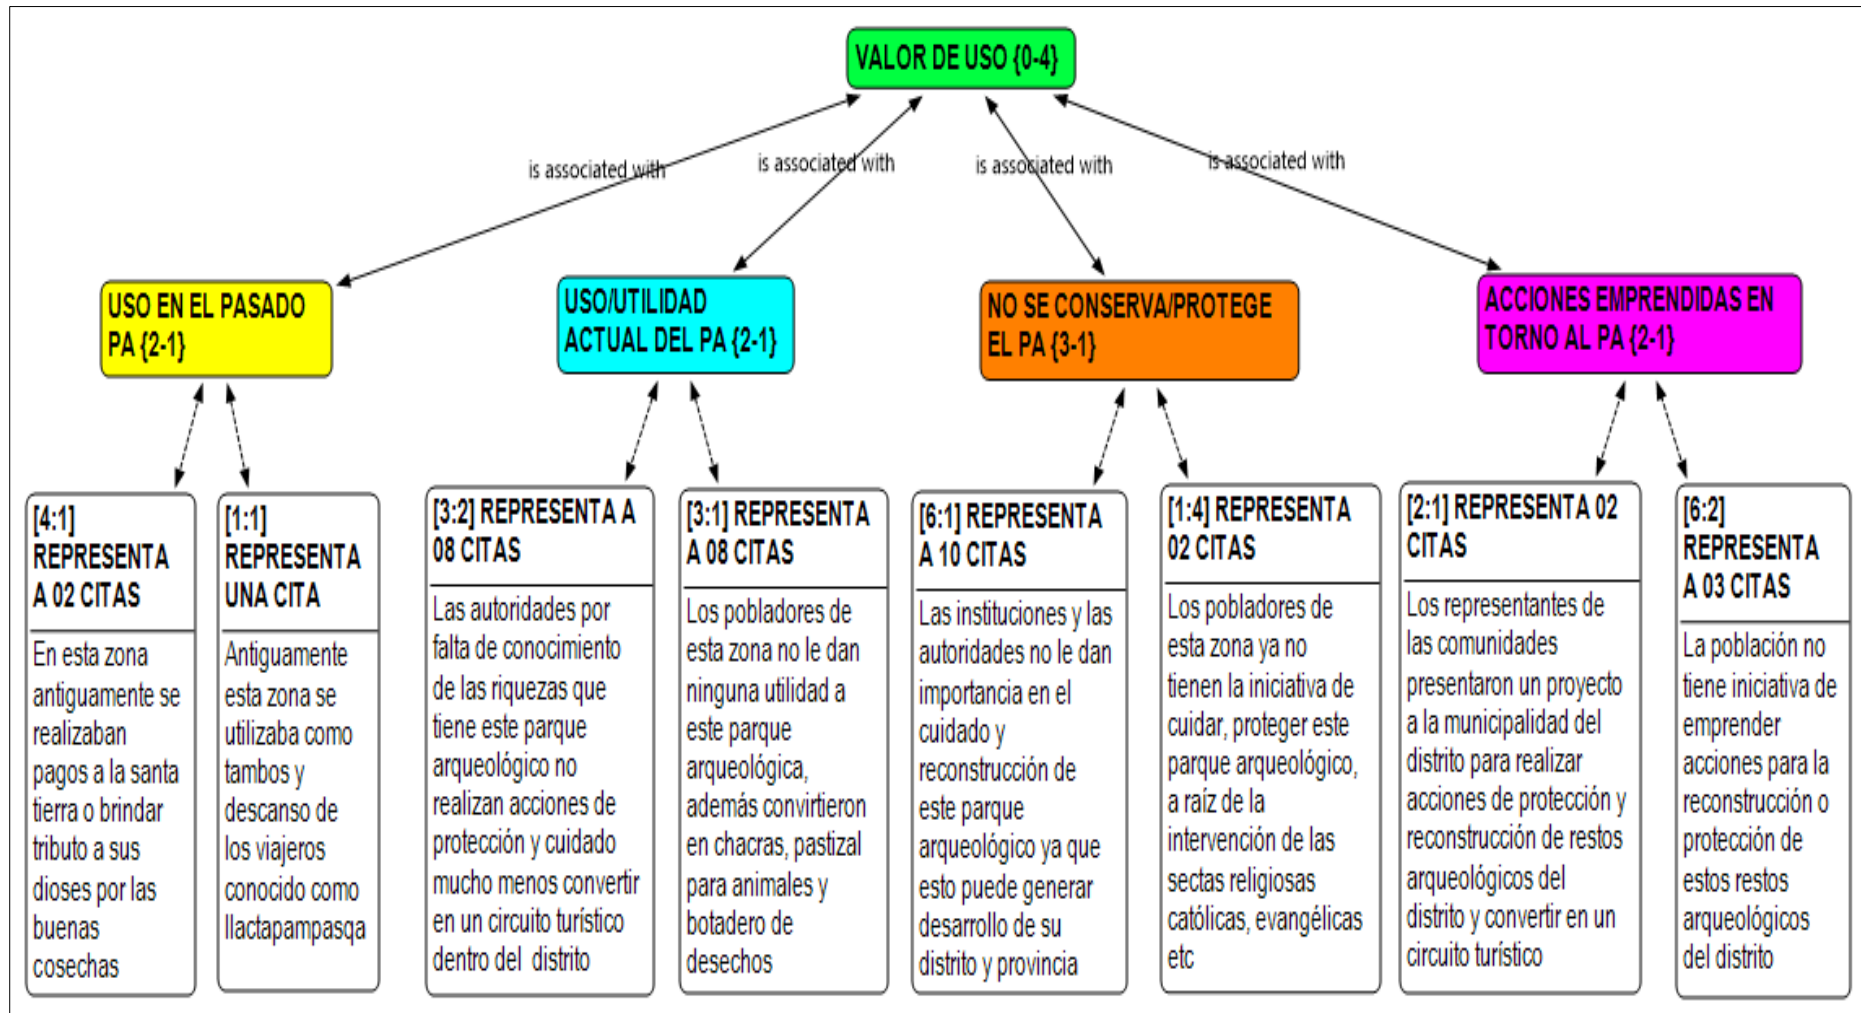 VALOR DE USO {0-4}
is associated with
is associated with
is associated with
is associated with
USO EN EL PASADO
PA {2-1}
USO/UTILIDAD
ACTUAL DEL PA {2-1}
NO SE CONSERVA/PROTEGE
EL PA {3-1}
ACCIONES EMPRENDIDAS EN
TORNO AL PA {2-1}
[4:1]
REPRESENTA
A 02 CITAS
En esta zona
antiguamente se
realizaban
pagos a la santa
tierra o brindar
tributo a sus
dioses por las
buenas
cosechas
[1:1]
REPRESENTA
UNA CITA
Antiguamente
esta zona se
utilizaba como
tambos y
descanso de
los viajeros
conocido como
llactapampasqa
[3:2] REPRESENTA A
08 CITAS
Las autoridades por
falta de conocimiento
de las riquezas que
tiene este parque
arqueológico no
realizan acciones de
protección y cuidado
mucho menos convertir
en un circuito turístico
dentro del distrito
[3:1] REPRESENTA
A 08 CITAS
Los pobladores de
esta zona no le dan
ninguna utilidad a
este parque
arqueológica,
además convirtieron
en chacras, pastizal
para animales y
botadero de
desechos
[6:1] REPRESENTA
A 10 CITAS
Las instituciones y las
autoridades no le dan
importancia en el
cuidado y
reconstrucción de
este parque
arqueológico ya que
esto puede generar
desarrollo de su
distrito y provincia
[1:4] REPRESENTA
02 CITAS
Los pobladores de
esta zona ya no
tienen la iniciativa de
cuidar, proteger este
parque arqueológico,
a raíz de la
intervención de las
sectas religiosas
católicas, evangélicas
etc
[2:1] REPRESENTA 02
CITAS
Los representantes de
las comunidades
presentaron un proyecto
a la municipalidad del
distrito para realizar
acciones de protección y
reconstrucción de restos
arqueológicos del
distrito y convertir en un
circuito turístico
[6:2]
REPRESENTA
A 03 CITAS
La población no
tiene iniciativa de
emprender
acciones para la
reconstrucción o
protección de
estos restos
arqueológicos
del distrito